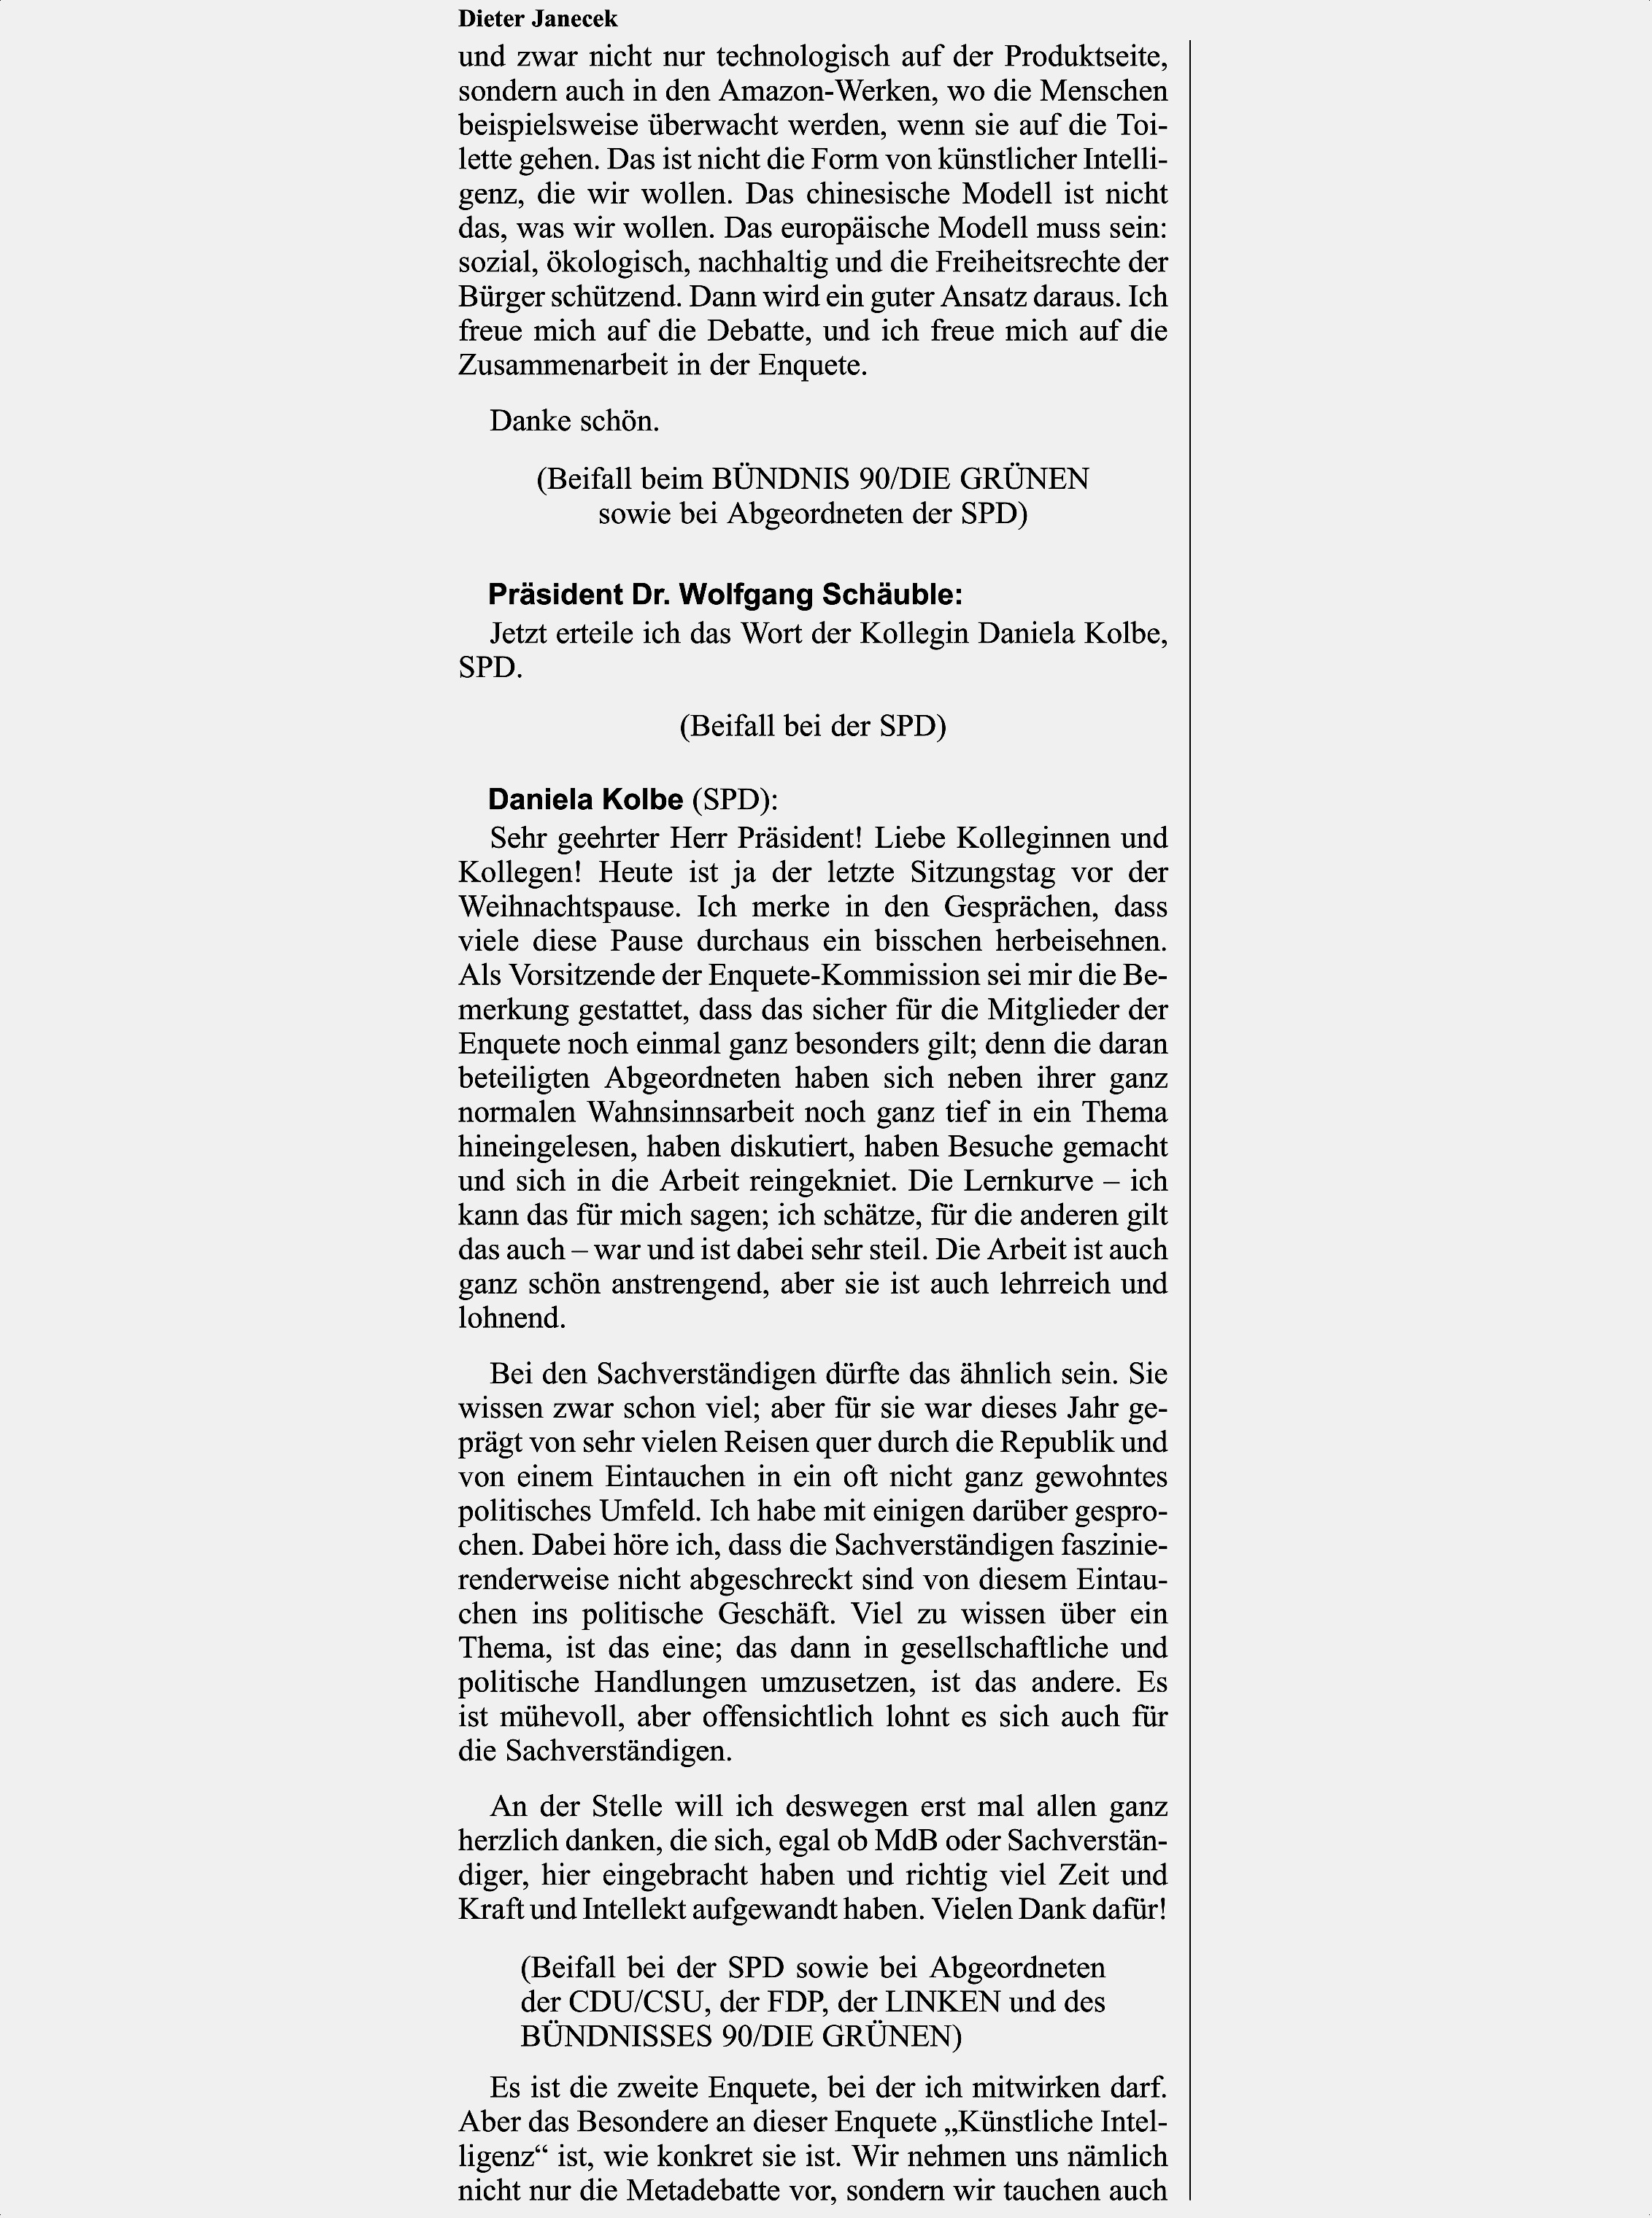 Dieter Janecek
und zwar nicht nur technologisch auf der Produktseite,
sondern auch in den Amazon-Werken, wo die Menschen
beispielsweise überwacht werden, wenn sie auf die Toi-
lette gehen. Das ist nicht die Form von künstlicher Intelli-
genz, die wir wollen. Das chinesische Modell ist nicht
das, was wir wollen. Das europäische Modell muss sein:
sozial, ökologisch, nachhaltig und die Freiheitsrechte der
Bürger schützend. Dann wird ein guter Ansatz daraus. Ich
freue mich auf die Debatte, und ich freue mich auf die
Zusammenarbeit in der Enquete.
Danke schön.
(Beifall beim BÜNDNIS 90/DIE GRÜNEN
sowie bei Abgeordneten der SPD)
Präsident Dr. Wolfgang Schäuble:
Jetzt erteile ich das Wort der Kollegin Daniela Kolbe,
SPD.
(Beifall bei der SPD)
Daniela Kolbe (SPD):
Sehr geehrter Herr Präsident! Liebe Kolleginnen und
Kollegen! Heute ist ja der letzte Sitzungstag vor der
Weihnachtspause. Ich merke in den Gesprächen, dass
viele diese Pause durchaus ein bisschen herbeisehnen.
Als Vorsitzende der Enquete-Kommission sei mir die Be-
merkung gestattet, dass das sicher für die Mitglieder der
Enquete noch einmal ganz besonders gilt; denn die daran
beteiligten Abgeordneten haben sich neben ihrer ganz
normalen Wahnsinnsarbeit noch ganz tief in ein Thema
hineingelesen, haben diskutiert, haben Besuche gemacht
und sich in die Arbeit reingekniet. Die Lernkurve – ich
kann das für mich sagen; ich schätze, für die anderen gilt
das auch – war und ist dabei sehr steil. Die Arbeit ist auch
ganz schön anstrengend, aber sie ist auch lehrreich und
lohnend.
Bei den Sachverständigen dürfte das ähnlich sein. Sie
wissen zwar schon viel; aber für sie war dieses Jahr ge-
prägt von sehr vielen Reisen quer durch die Republik und
von einem Eintauchen in ein oft nicht ganz gewohntes
politisches Umfeld. Ich habe mit einigen darüber gespro-
chen. Dabei höre ich, dass die Sachverständigen faszinie-
renderweise nicht abgeschreckt sind von diesem Eintau-
chen ins politische Geschäft. Viel zu wissen über ein
Thema, ist das eine; das dann in gesellschaftliche und
politische Handlungen umzusetzen, ist das andere. Es
ist mühevoll, aber offensichtlich lohnt es sich auch für
die Sachverständigen.
An der Stelle will ich deswegen erst mal allen ganz
herzlich danken, die sich, egal ob MdB oder Sachverstän-
diger, hier eingebracht haben und richtig viel Zeit und
Kraft und Intellekt aufgewandt haben. Vielen Dank dafür!
(Beifall bei der SPD sowie bei Abgeordneten
der CDU/CSU, der FDP, der LINKEN und des
BÜNDNISSES 90/DIE GRÜNEN)
Es ist die zweite Enquete, bei der ich mitwirken darf.
Aber das Besondere an dieser Enquete „Künstliche Intel-
ligenz“ ist, wie konkret sie ist. Wir nehmen uns nämlich
nicht nur die Metadebatte vor, sondern wir tauchen auch